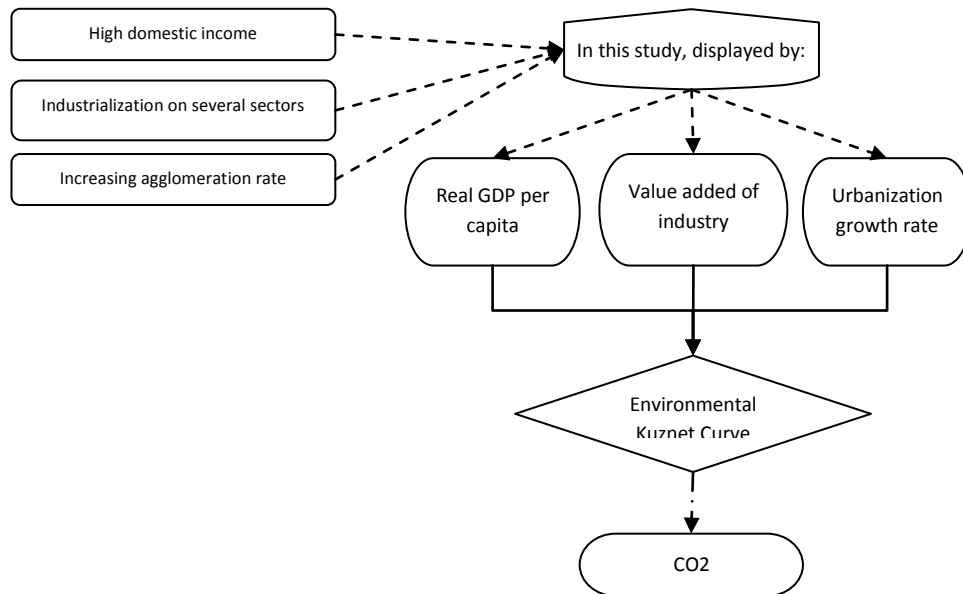 High domestic income
In this study, displayed by:
Industrialization on several sectors
Increasing agglomeration rate
Real GDP per
capita
Value added of
industry
Urbanization
growth rate
Environmental
Kuznet Curve
CO2